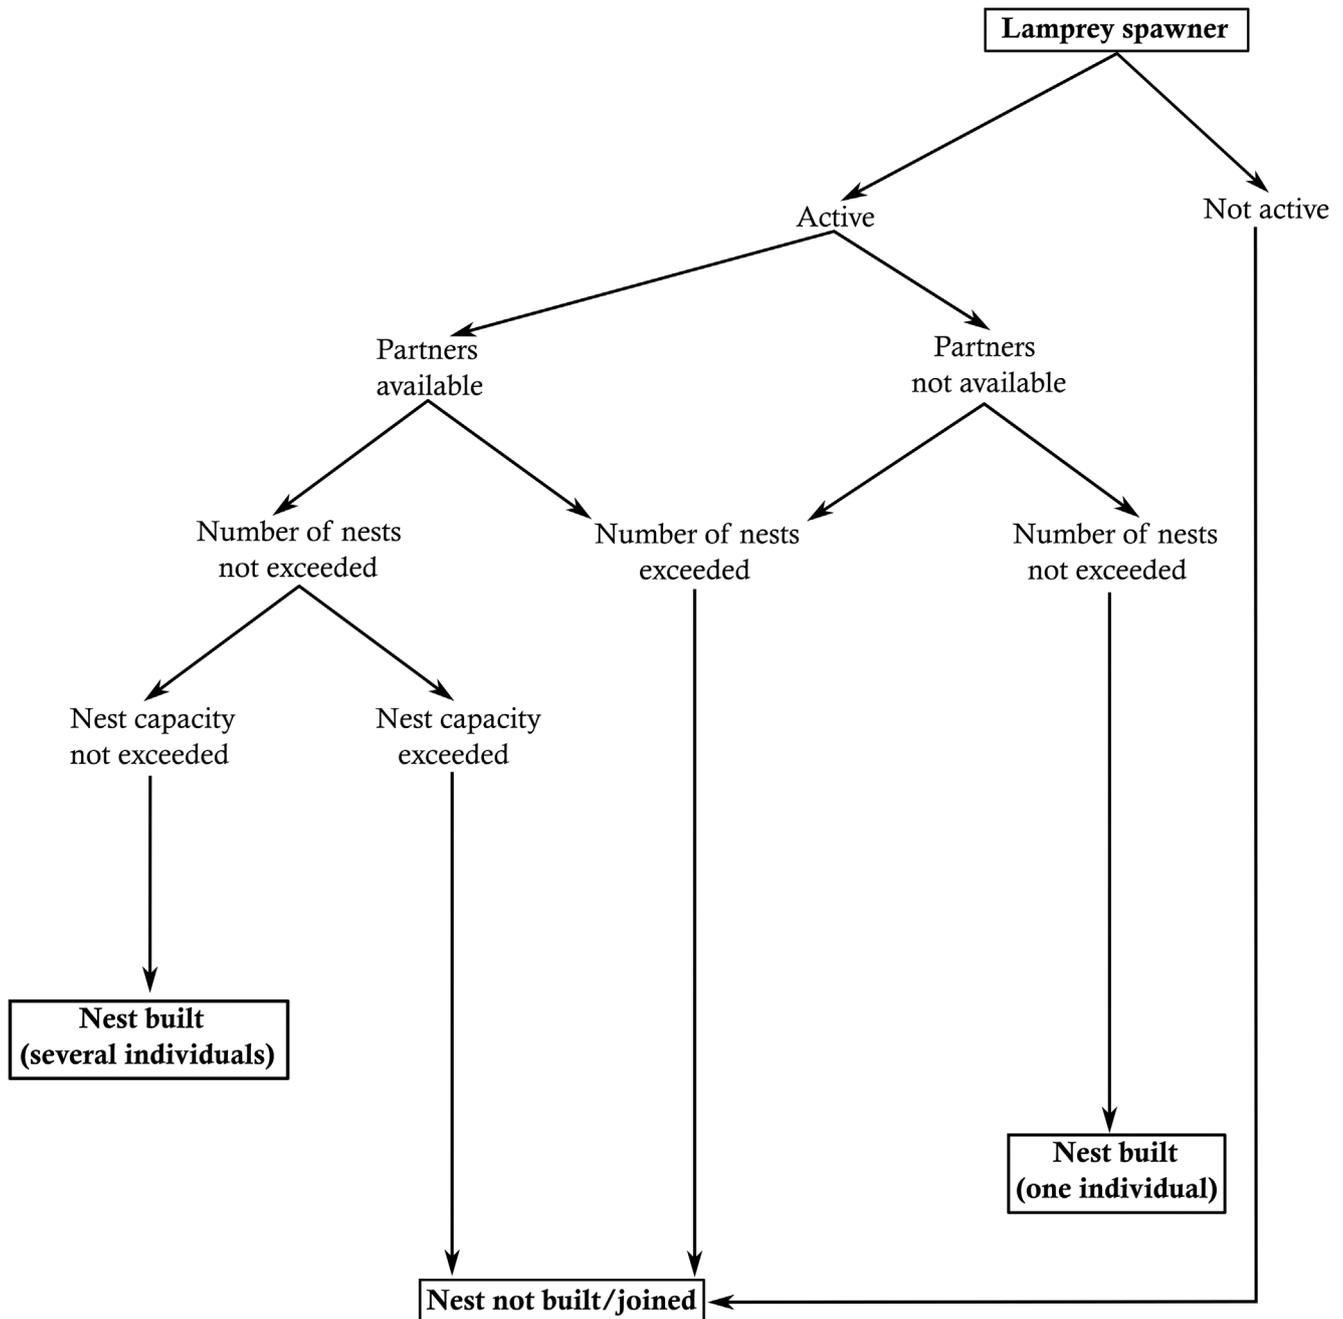 Lamprey spawner
Active
Not active
Partners
available
Partners
not available
Number of nests
not exceeded
Number of nests
exceeded
Number of nests
not exceeded
Nest capacity
not exceeded
Nest capacity
exceeded
Nest built
(several individuals)
Nest built
(one individual)
Nest not built/joined